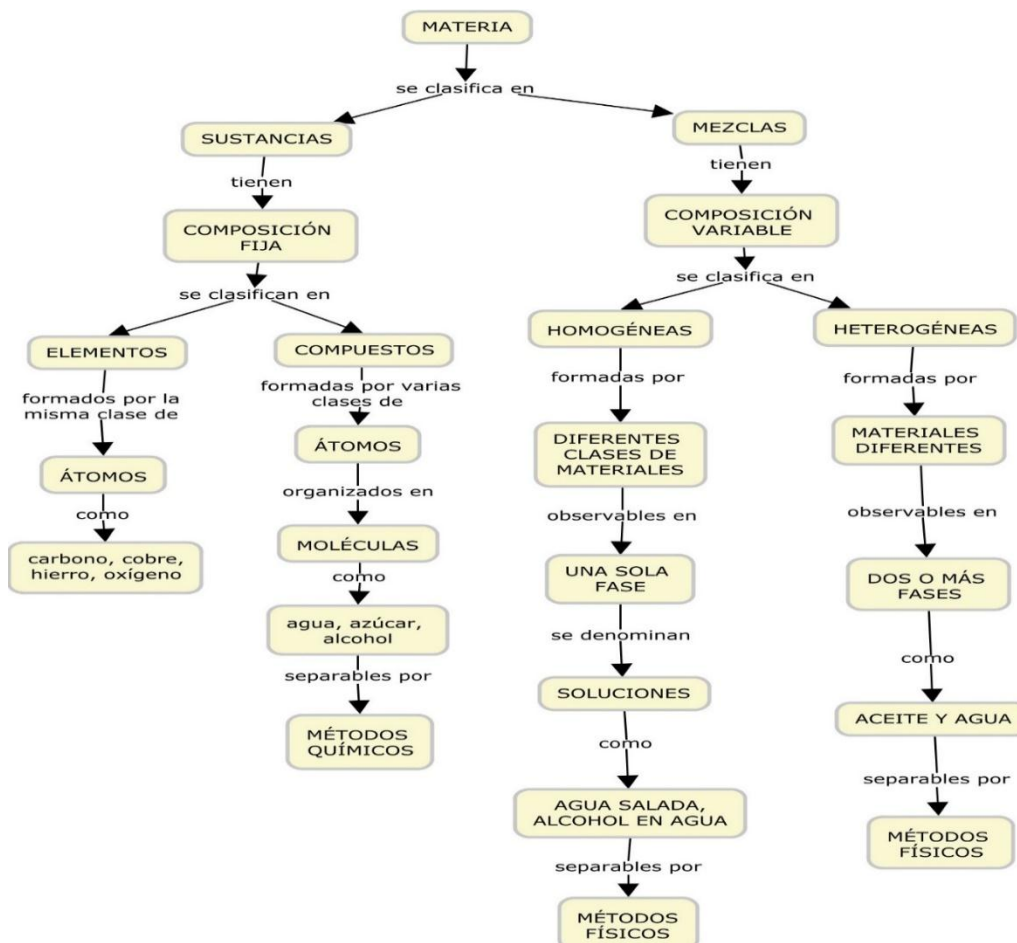 MATERIA
se clasifica en
SUSTANCIAS
tienen
COMPOSICIÓN
FIJA
se clasifican en
ELEMENTOS
formados por la
misma clase de
ÁTOMOS
como
carbono, cobre,
hierro, oxígeno
COMPUESTOS
formadas por varias
clases de
ÁTOMOS
organizados en
MOLÉCULAS
como
agua, azúcar,
alcohol
separables por
MÉTODOS
QUÍMICOS
MEZCLAS
tienen
COMPOSICIÓN
VARIABLE
se clasifica en
HOMOGÉNEAS
formadas por
DIFERENTES
CLASES DE
MATERIALES
observables en
UNA SOLA
FASE
se denominan
SOLUCIONES
como
AGUA SALADA,
ALCOHOL EN AGUA
separables por
MÉTODOS
FÍSICOS
HETEROGÉNEAS
formadas por
MATERIALES
DIFERENTES
observables en
DOS O MÁS
FASES
como
ACEITE Y AGUA
separables por
MÉTODOS
FÍSICOS